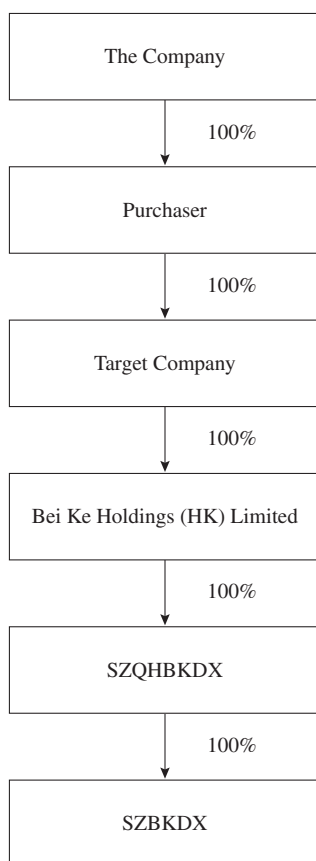 The Company
100%
Purchaser
100%
Target Company
100%
Bei Ke Holdings (HK) Limited
100%
SZQHBKDX
100%
SZBKDX